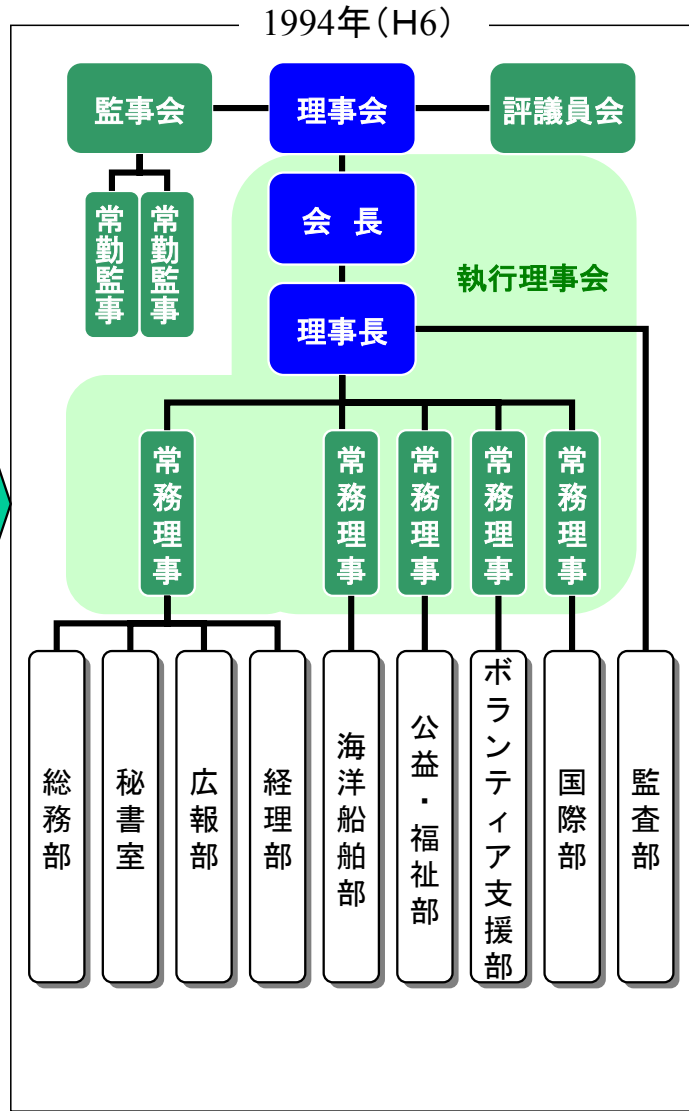 1994年（H6）
監事会
理事会
評議員会
常勤監事
常勤監事
会 長
執行理事会
理事長
常務理事
常務理事
常務理事
常務理事
常務理事
総務部
秘書室
広報部
経理部
海洋船舶部
公益・福祉部
ボランティア支援部
国際部
監査部